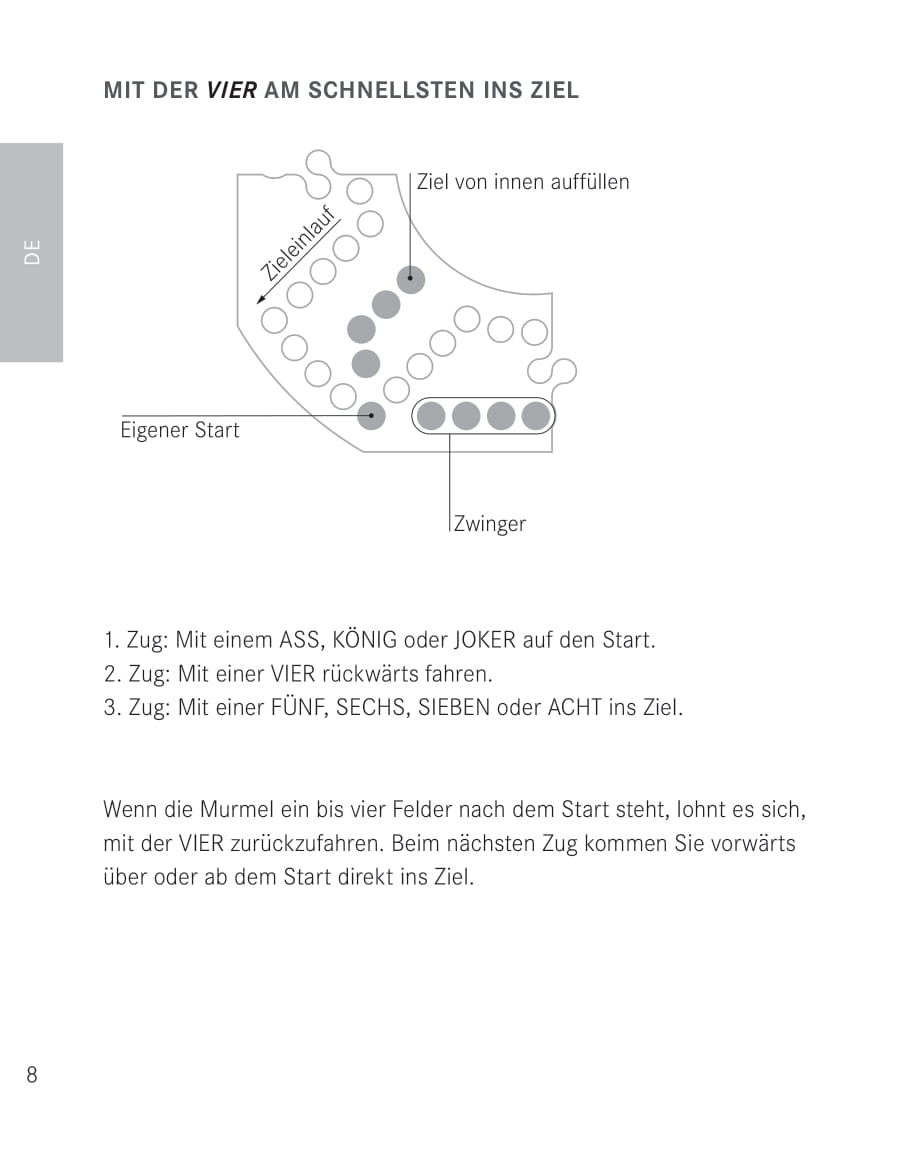 MIT DER VIER AM SCHNELLSTEN INS ZIEL
DE
Ziel von innen auffüllen
Zieleinlauf
Eigener Start
Zwinger
1. Zug: Mit einem ASS, KÖNIG oder JOKER auf den Start.
2. Zug: Mit einer VIER rückwärts fahren.
3. Zug: Mit einer FÜNF, SECHS, SIEBEN oder ACHT ins Ziel.
Wenn die Murmel ein bis vier Felder nach dem Start steht, lohnt es sich,
mit der VIER zurückzufahren. Beim nächsten Zug kommen Sie vorwärts
über oder ab dem Start direkt ins Ziel.
8